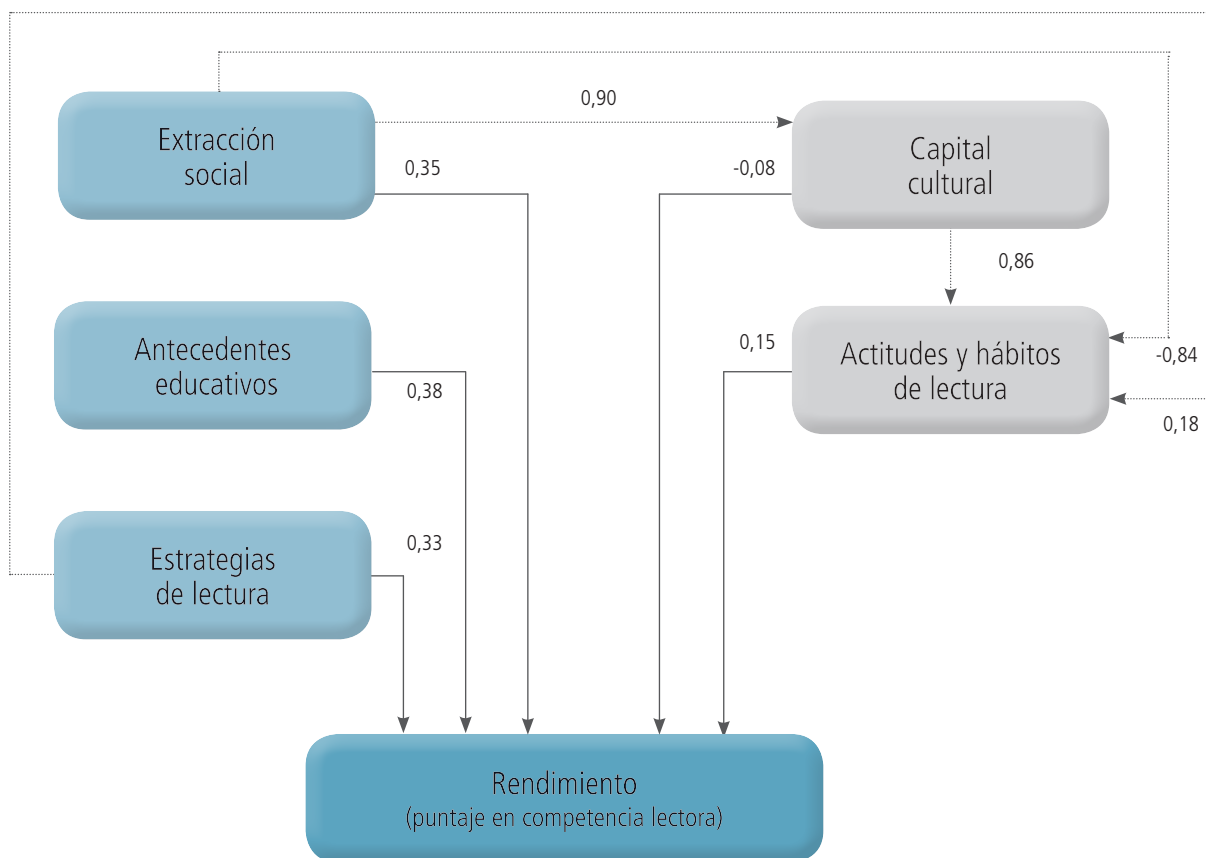 0,90
Extracción
social
0,35
-0,08
Capital
cultural
0,86
Antecedentes
educativos
0,38
0,15
Actitudes y hábitos
de lectura
-0,84
0,18
Estrategias
de lectura
0,33
Rendimiento
(puntaje en competencia lectora)